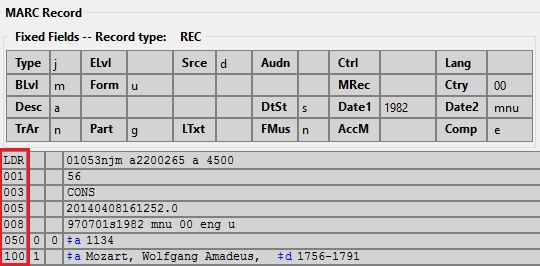 MARC Record
Fixed Fields -- Record type: REC
Type j ELvl Srce d Audn Ctrl Lang
BLvl m Form u MRec Ctry 00
Desc a DtSt s Date1 1982 Date2 mnu
TrAr n Part g LTxt FMus n AccM Comp e
LDR 01053njm a2200265 a 4500
001 56
003 CONS
005 20140408161252.0
008 970701s1982 mnu 00 eng u
050 0 0 ‡a 1134
100 1 ‡a Mozart, Wolfgang Amadeus, ‡d 1756-1791